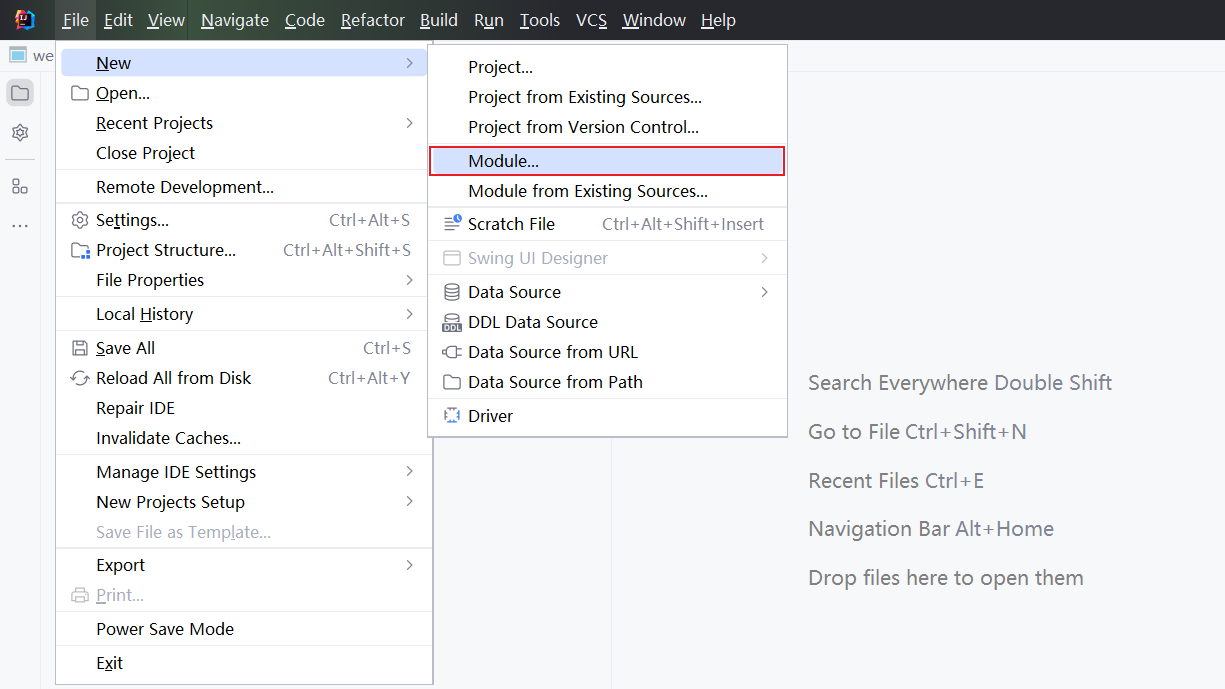 File Edit View Navigate Code Refactor Build Run Tools VCS Window Help
we
New
Open...
Recent Projects
Close Project
Remote Development...
Settings... Ctrl+Alt+S
Project Structure... Ctrl+Alt+Shift+S
File Properties
Local History
Save All Ctrl+S
Reload All from Disk Ctrl+Alt+Y
Repair IDE
Invalidate Caches...
Manage IDE Settings
New Projects Setup
Save File as Template...
Export
Print...
Power Save Mode
Exit
Project...
Project from Existing Sources...
Project from Version Control...
Module...
Module from Existing Sources...
Scratch File Ctrl+Alt+Shift+Insert
Swing UI Designer
Data Source
DDL DDL Data Source
Data Source from URL
Data Source from Path
Driver
Search Everywhere Double Shift
Go to File Ctrl+Shift+N
Recent Files Ctrl+E
Navigation Bar Alt+Home
Drop files here to open them